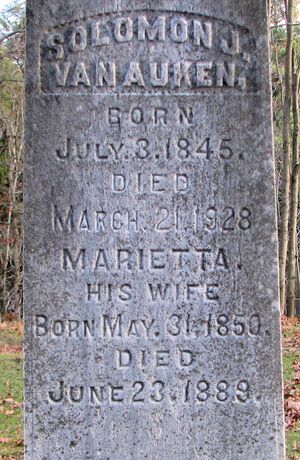 SOLOMON J.
VAN AUKEN,
BORN
JULY. 3. 1845.
DIED
MARCH. 21. 1928
MARIETTA.
HIS WIFE
BORN MAY. 31. 1850.
DIED
JUNE 23. 1889.